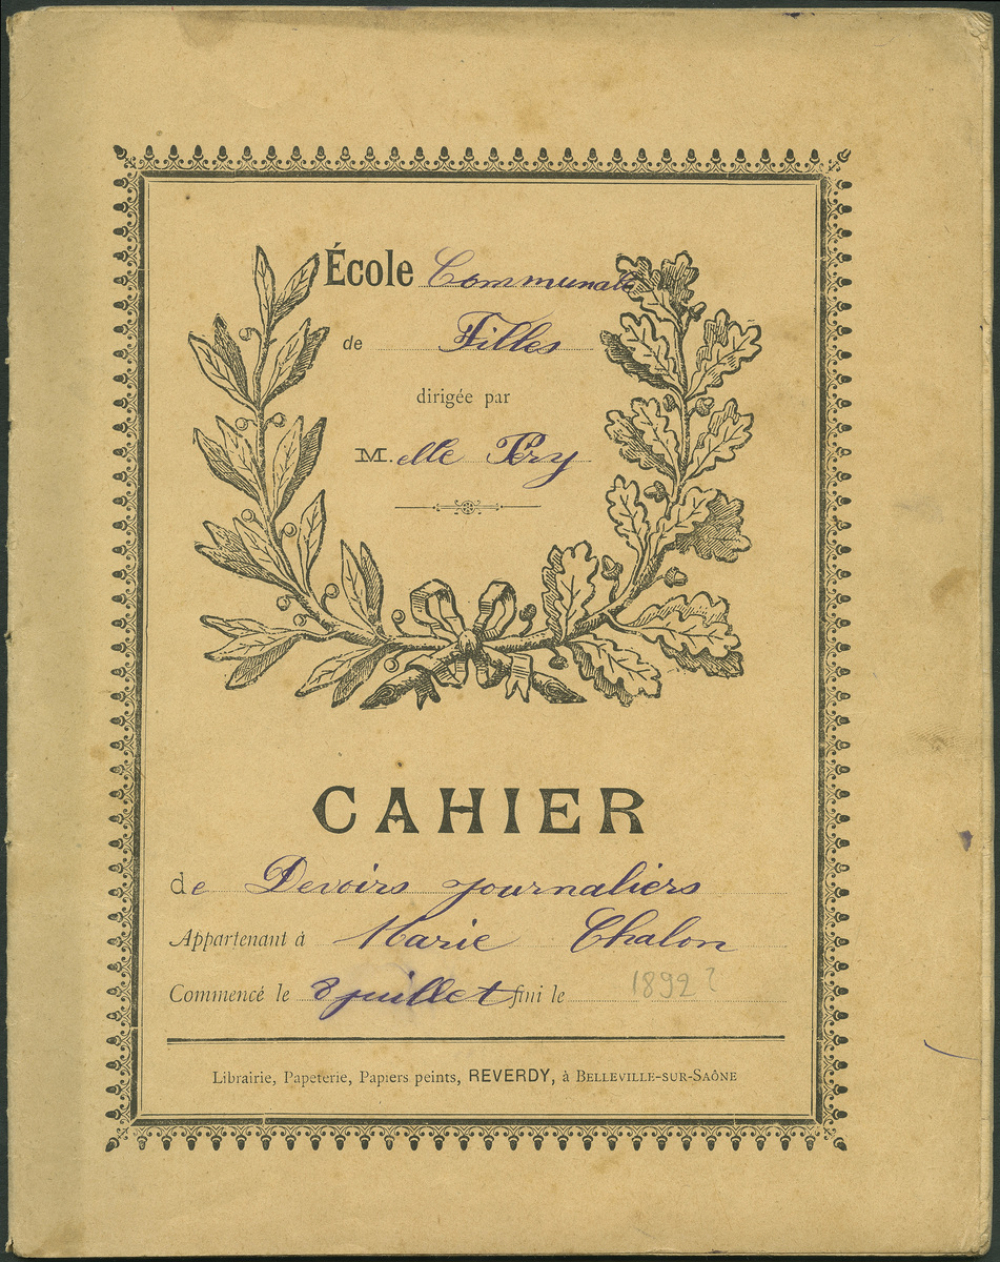 École Communale
de Filles
dirigée par
M.elle Péry
CAHIER
de Devoirs journaliers
Appartenant à Marie Chalon
Commencé le 8 juillet fini le 1892 ?
Librairie, Papeterie, Papiers peints, REVERDY, à BELLEVILLE-SUR-SAÔNE